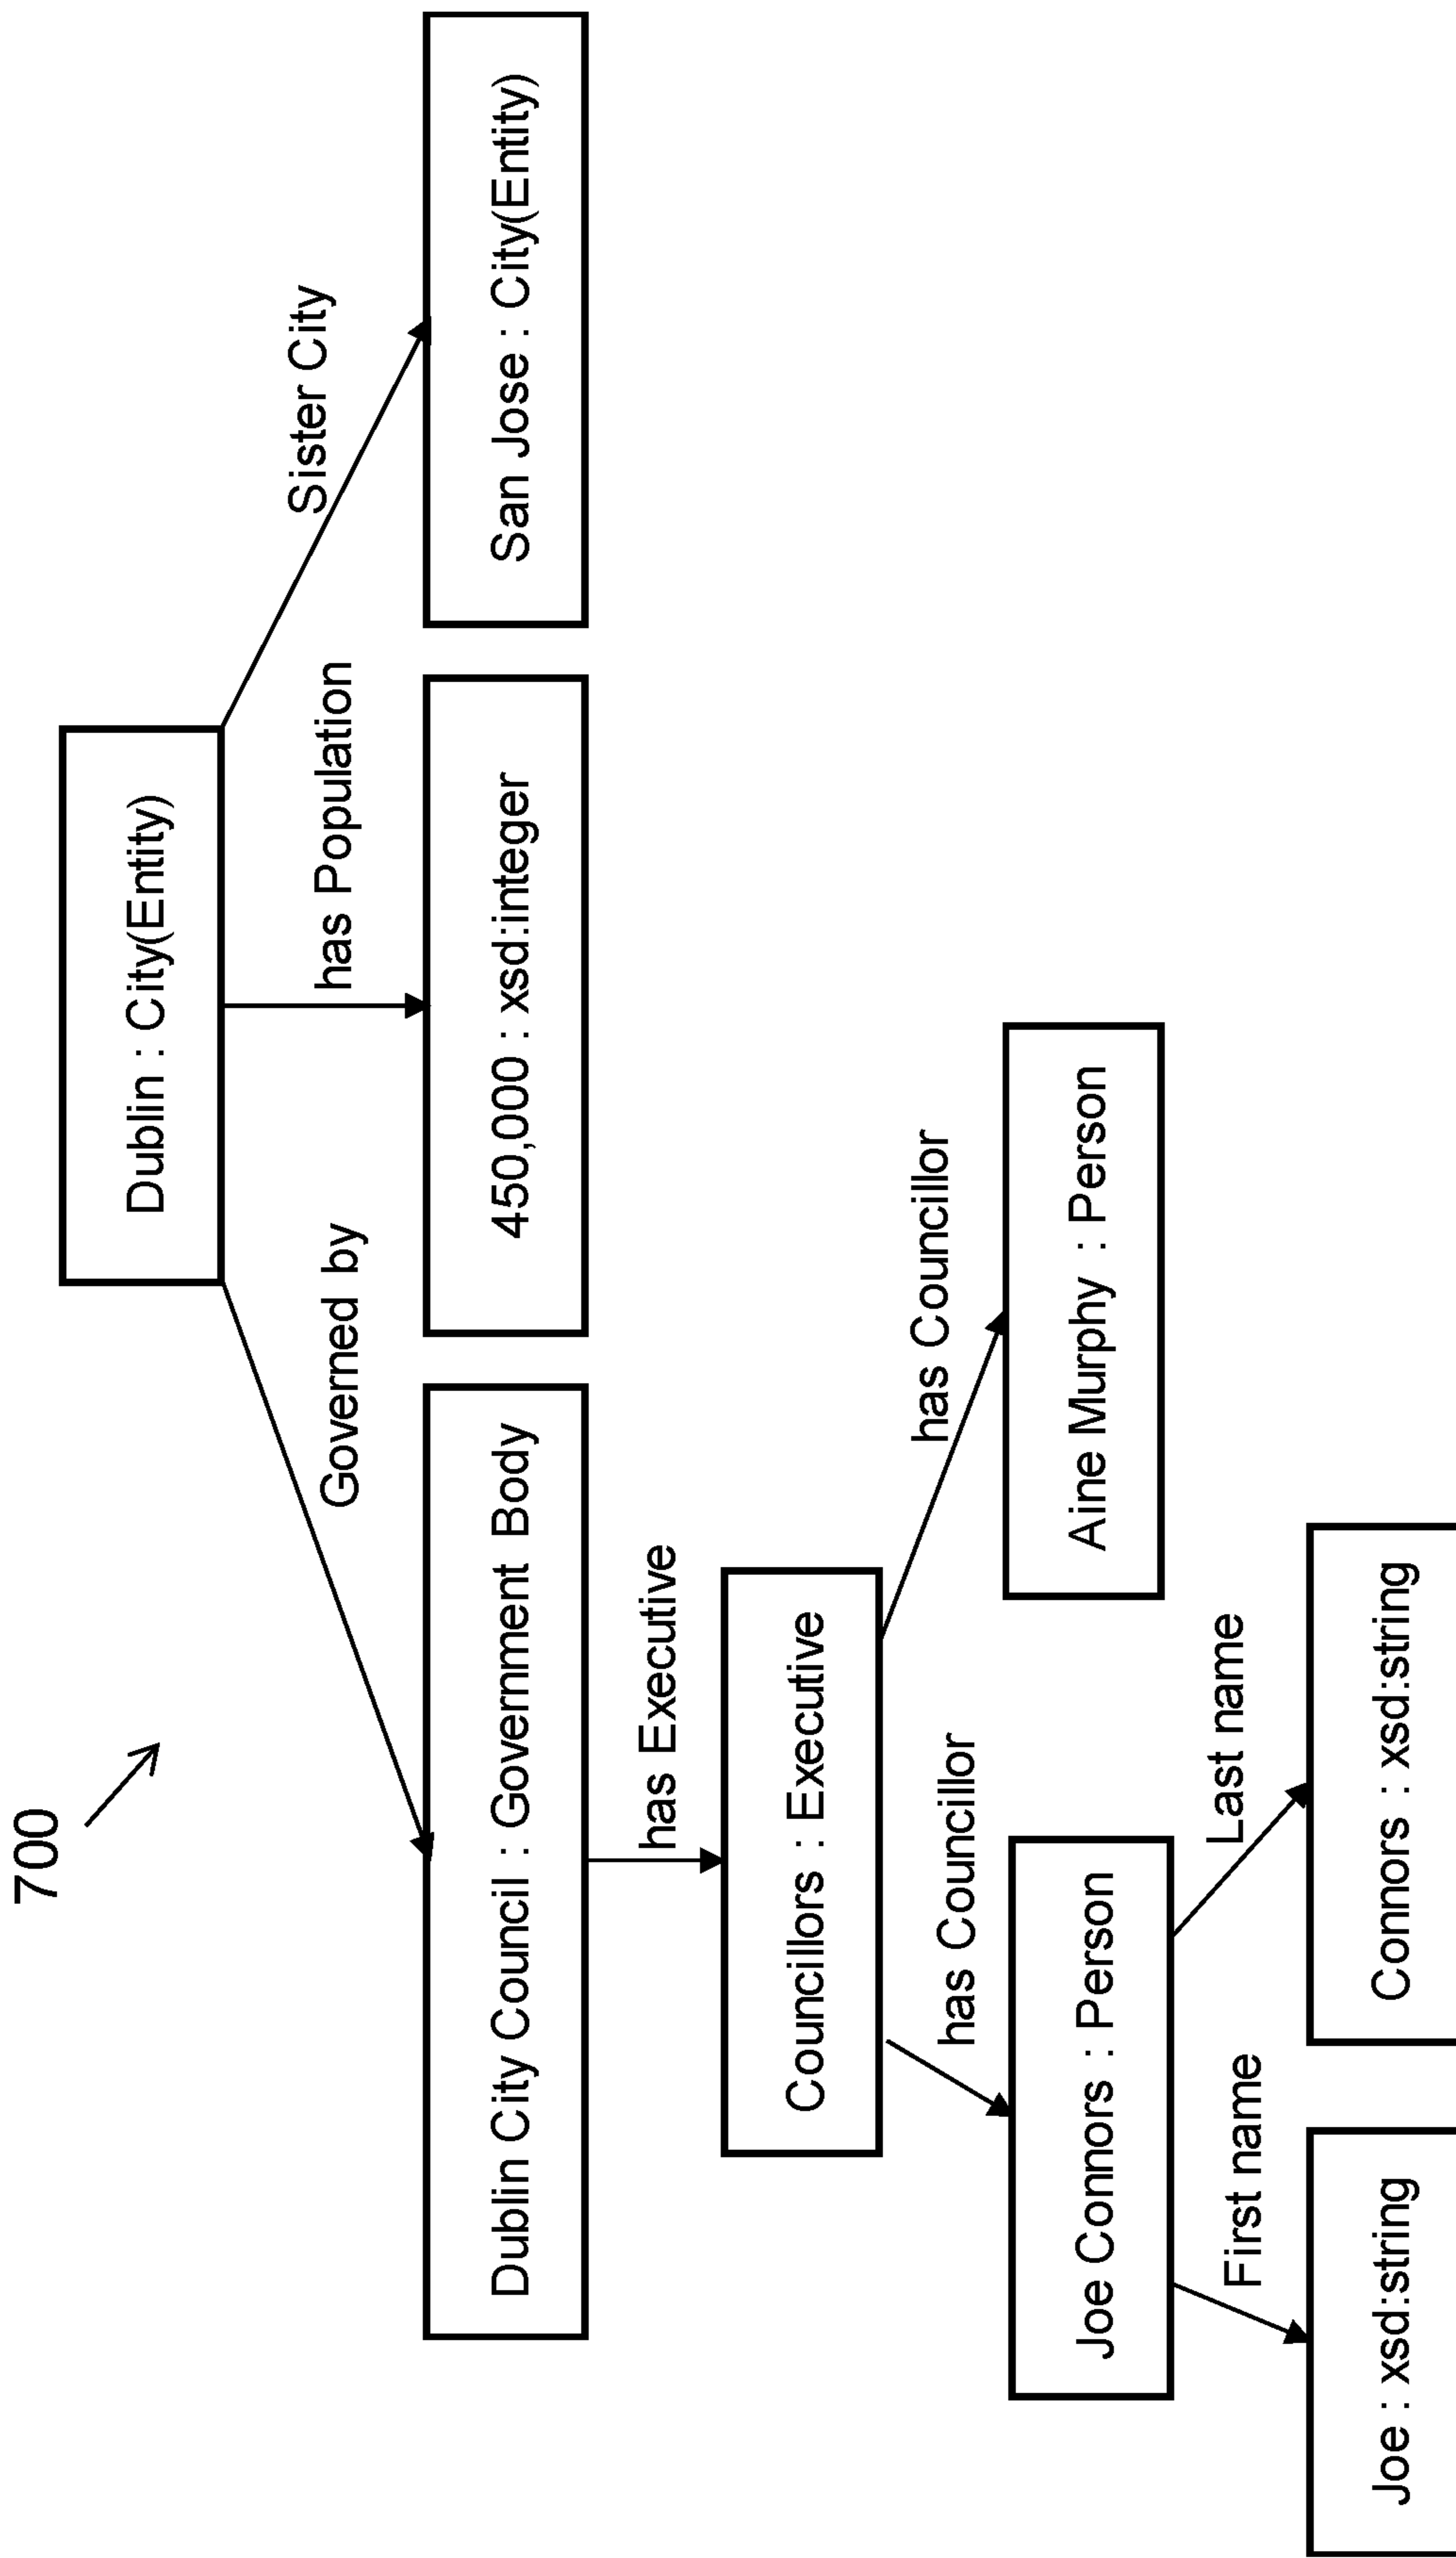 700
Dublin : City(Entity)
Governed by
has Population
Sister City
Dublin City Council : Government Body
450,000 : xsd:integer
San Jose : City(Entity)
has Executive
Councillors : Executive
has Councillor
has Councillor
Joe Connors : Person
Aine Murphy : Person
First name
Last name
Joe : xsd:string
Connors : xsd:string